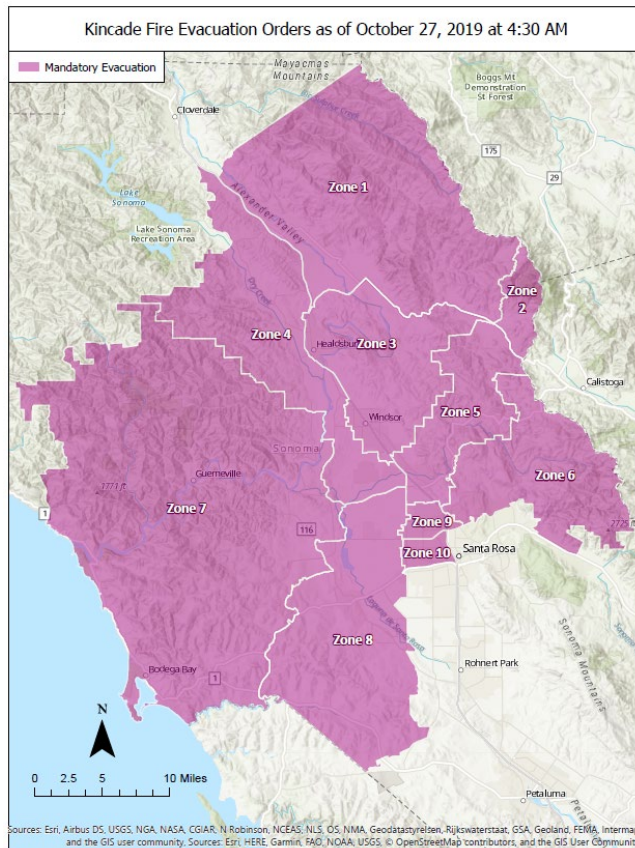 Kincade Fire Evacuation Orders as of October 27, 2019 at 4:30 AM
Mandatory Evacuation
Mayacmas
Mountains
Boggs Mt
Demonstration
St Forest
Cloverdale
175
29
Zone 1
Lake
Sonoma
Alexander Valley
Lake Sonoma
Recreation Area
Dry Creek
Zone
2
Zone 4
Healdsburg
Zone 3
Calistoga
Zone 5
Windsor
Sonoma
Zone 6
Guerneville
1
Zone 7
116
Zone 9
Zone 10
Santa Rosa
Zone 8
Rohnert Park
Sonoma
Mountains
Bodega Bay
1
N
0 2.5 5 10 Miles
Petaluma
Sources: Esri, Airbus DS, USGS, NGA, NASA, CGIAR, N Robinson, NCEAS, NLS, OS, NMA, Geodatastyrelsen, Rijkswaterstaat, GSA, Geoland, FEMA, Intermap
and the GIS user community, Sources: Esri, HERE, Garmin, FAO, NOAA, USGS, © OpenStreetMap contributors, and the GIS User Community